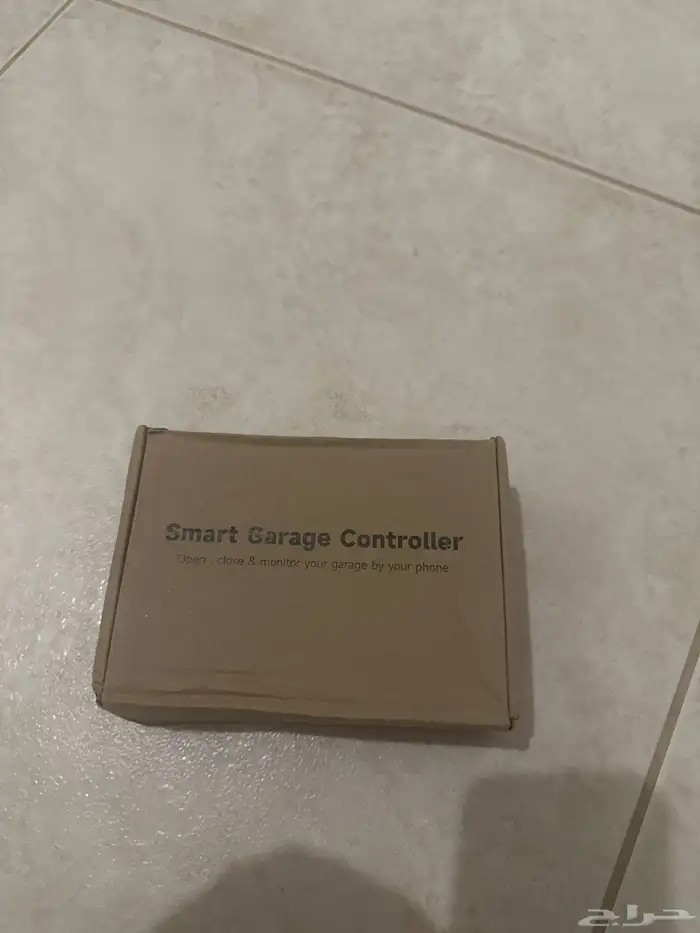 Smart Garage Controller
Open , close & monitor your garage by your phone
حراج